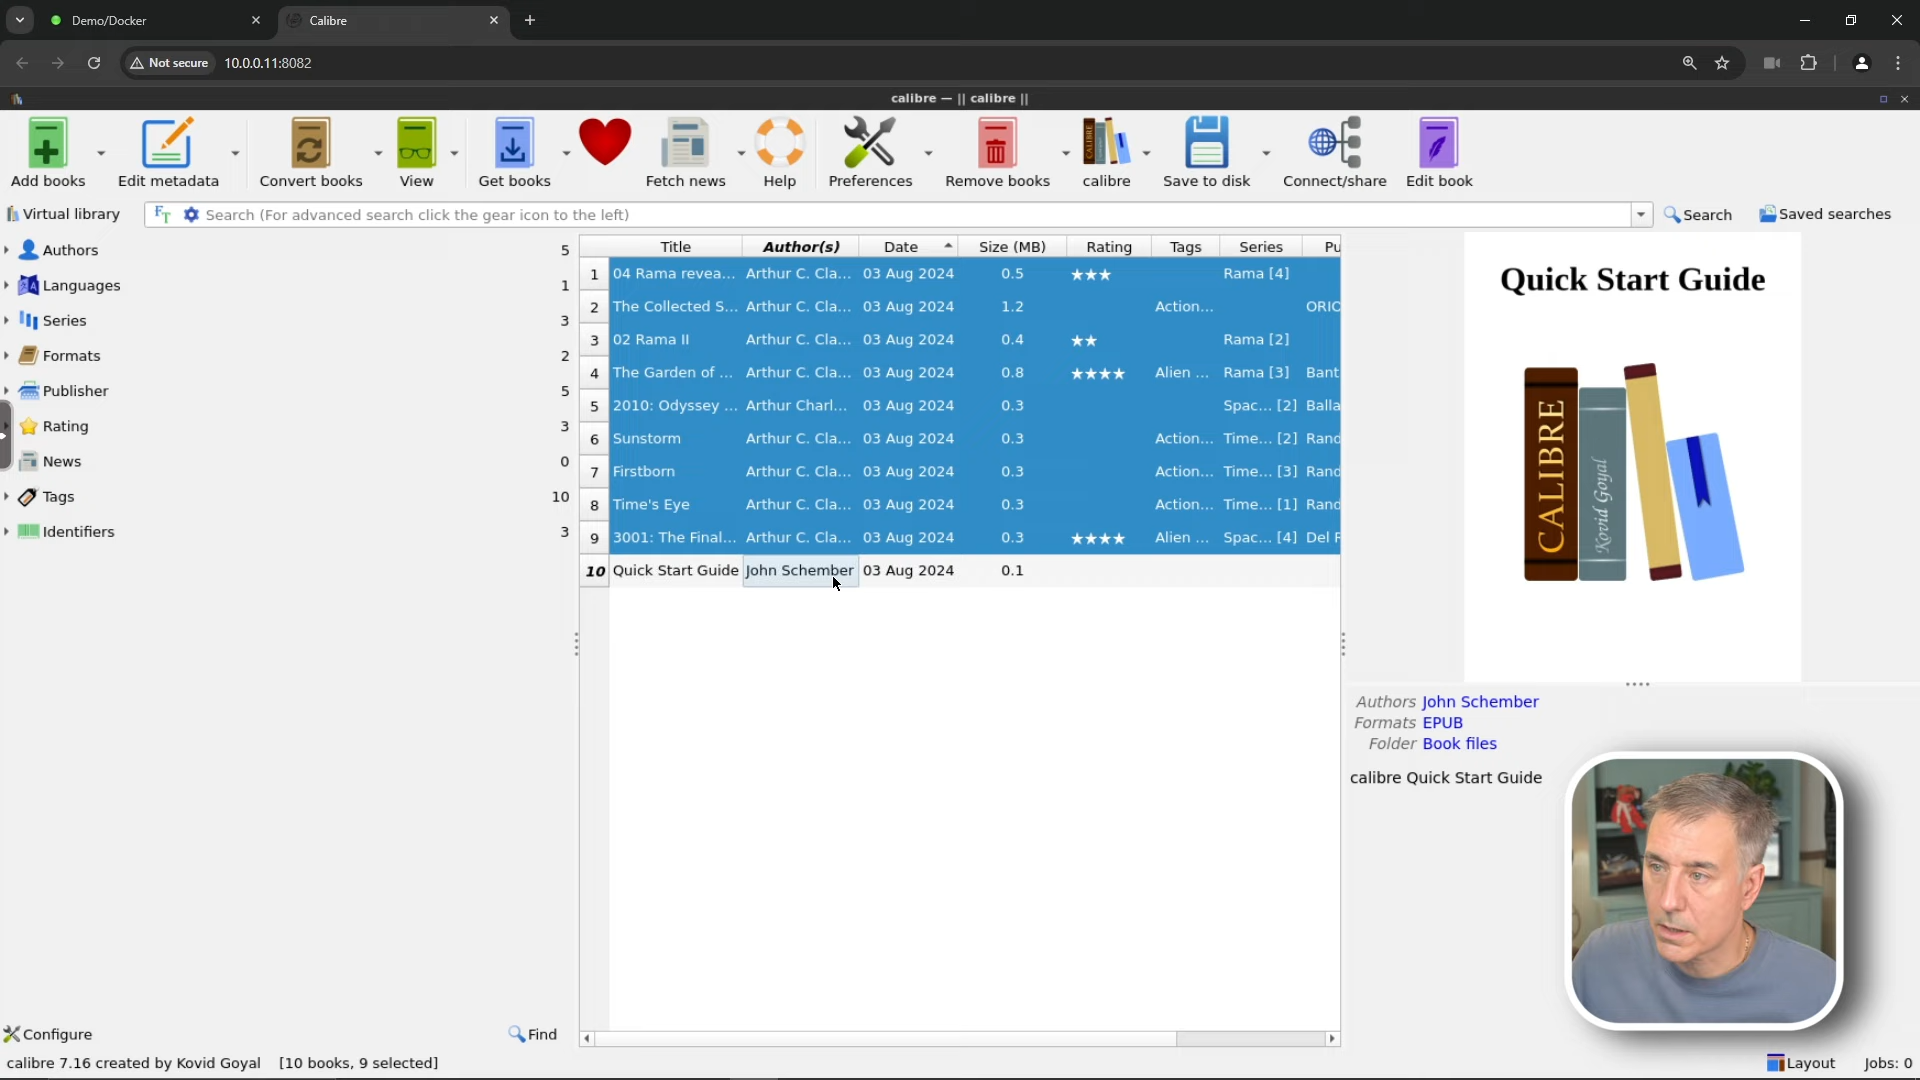 Demo/Docker
Calibre
Not secure
10.0.0.11:8082
calibre — || calibre ||
Add books
Edit metadata
Convert books
View
Get books
Fetch news
Help
Preferences
Remove books
calibre
Save to disk
Connect/share
Edit book
Virtual library
Search (For advanced search click the gear icon to the left)
Search
Saved searches
Authors 5
Languages 1
Series 3
Formats 2
Publisher 5
Rating 3
News 0
Tags 10
Identifiers 3
Title Author(s) Date Size (MB) Rating Tags Series Pu
1 04 Rama revea... Arthur C. Cla... 03 Aug 2024 0.5 ★★★ Rama [4]
2 The Collected S... Arthur C. Cla... 03 Aug 2024 1.2 Action... ORIO
3 02 Rama II Arthur C. Cla... 03 Aug 2024 0.4 ★★ Rama [2]
4 The Garden of ... Arthur C. Cla... 03 Aug 2024 0.8 ★★★★ Alien ... Rama [3] Bant
5 2010: Odyssey ... Arthur Charl... 03 Aug 2024 0.3 Spac... [2] Balla
6 Sunstorm Arthur C. Cla... 03 Aug 2024 0.3 Action... Time... [2] Rand
7 Firstborn Arthur C. Cla... 03 Aug 2024 0.3 Action... Time... [3] Rand
8 Time's Eye Arthur C. Cla... 03 Aug 2024 0.3 Action... Time... [1] Rand
9 3001: The Final... Arthur C. Cla... 03 Aug 2024 0.3 ★★★★ Alien ... Spac... [4] Del R
10 Quick Start Guide John Schember 03 Aug 2024 0.1
Quick Start Guide
CALIBRE
Kovid Goyal
Authors John Schember
Formats EPUB
Folder Book files
calibre Quick Start Guide
Configure
Find
calibre 7.16 created by Kovid Goyal [10 books, 9 selected]
Layout
Jobs: 0